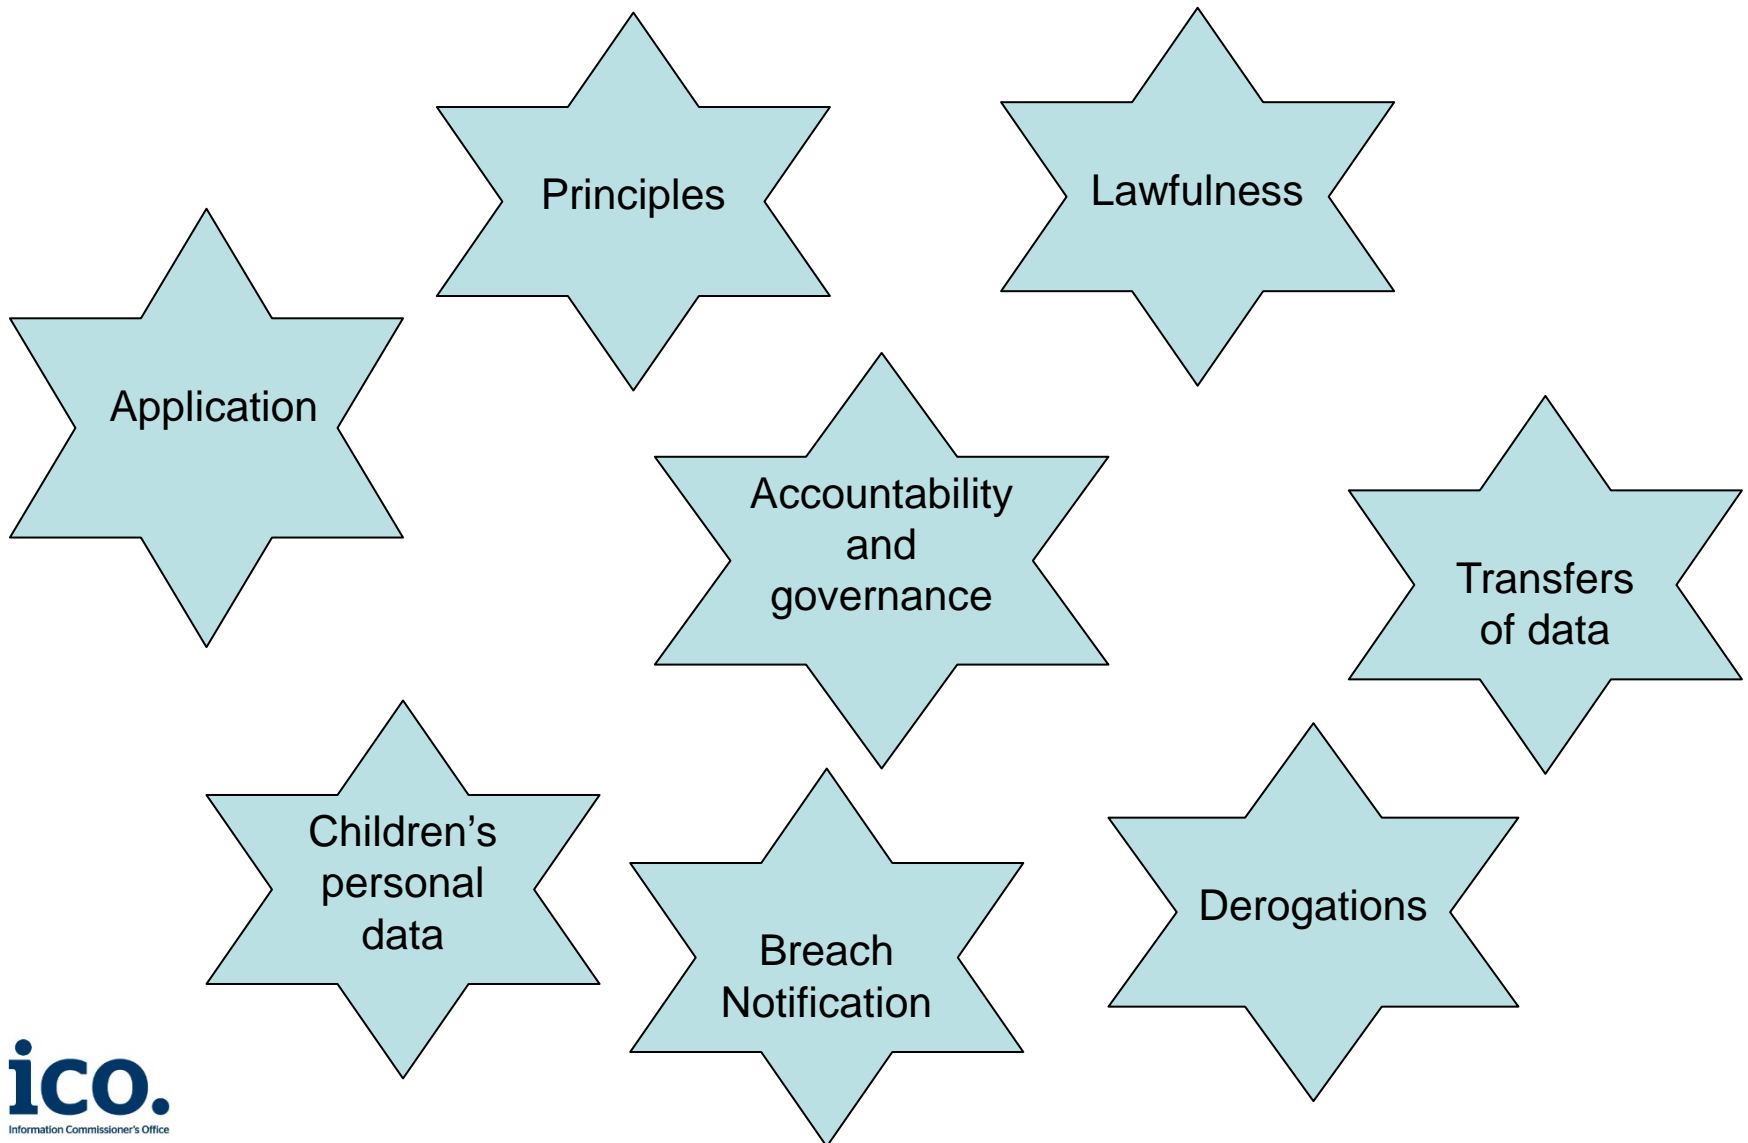 Principles
Lawfulness
Application
Accountability
and
governance
Transfers
of data
Children’s
personal
data
Breach
Notification
Derogations
ico.
Information Commissioner's Office